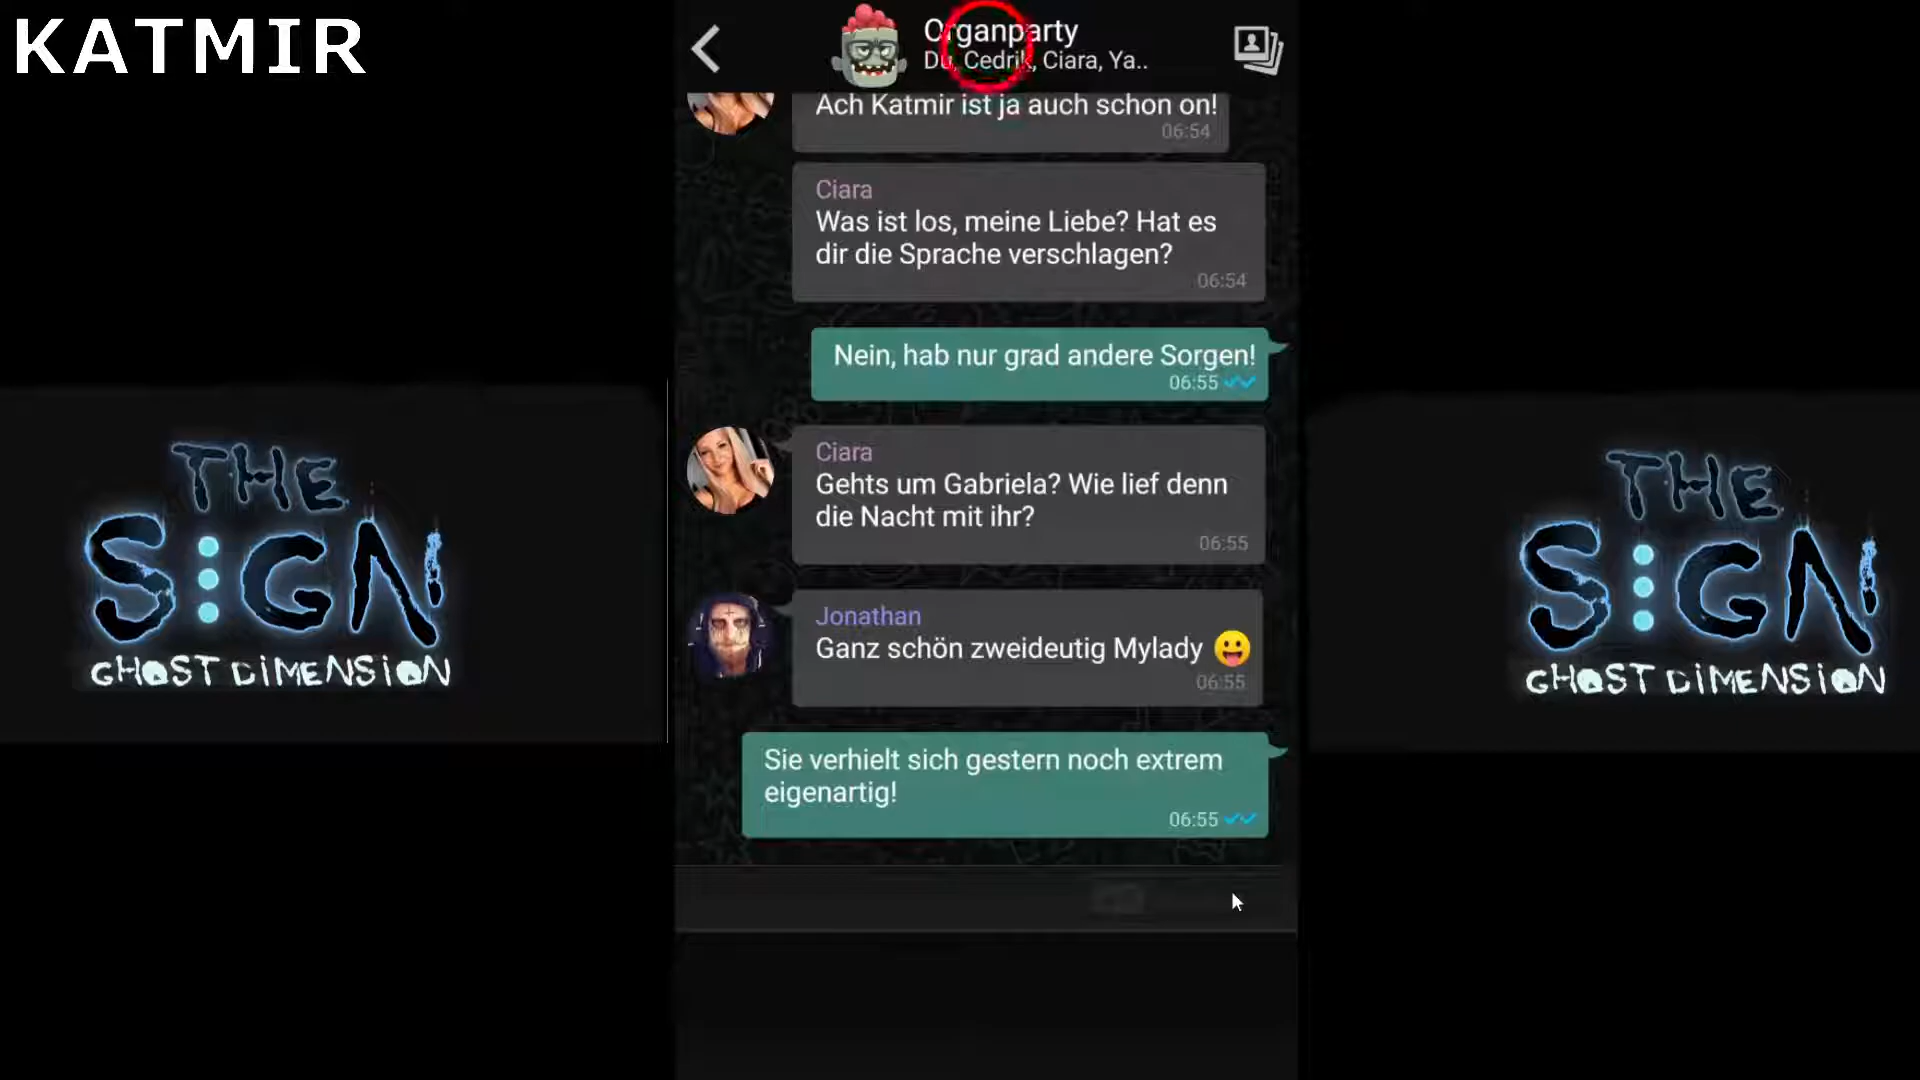 KATMIR
Organparty
Du, Cedrik, Ciara, Ya..
Ach Katmir ist ja auch schon on!
06:54
Ciara
Was ist los, meine Liebe? Hat es
dir die Sprache verschlagen?
06:54
Nein, hab nur grad andere Sorgen!
06:55
Ciara
Gehts um Gabriela? Wie lief denn
die Nacht mit ihr?
06:55
Jonathan
Ganz schön zweideutig Mylady 😛
06:55
Sie verhielt sich gestern noch extrem
eigenartig!
06:55
THE
SIGN
GHOST DIMENSION
THE
SIGN
GHOST DIMENSION